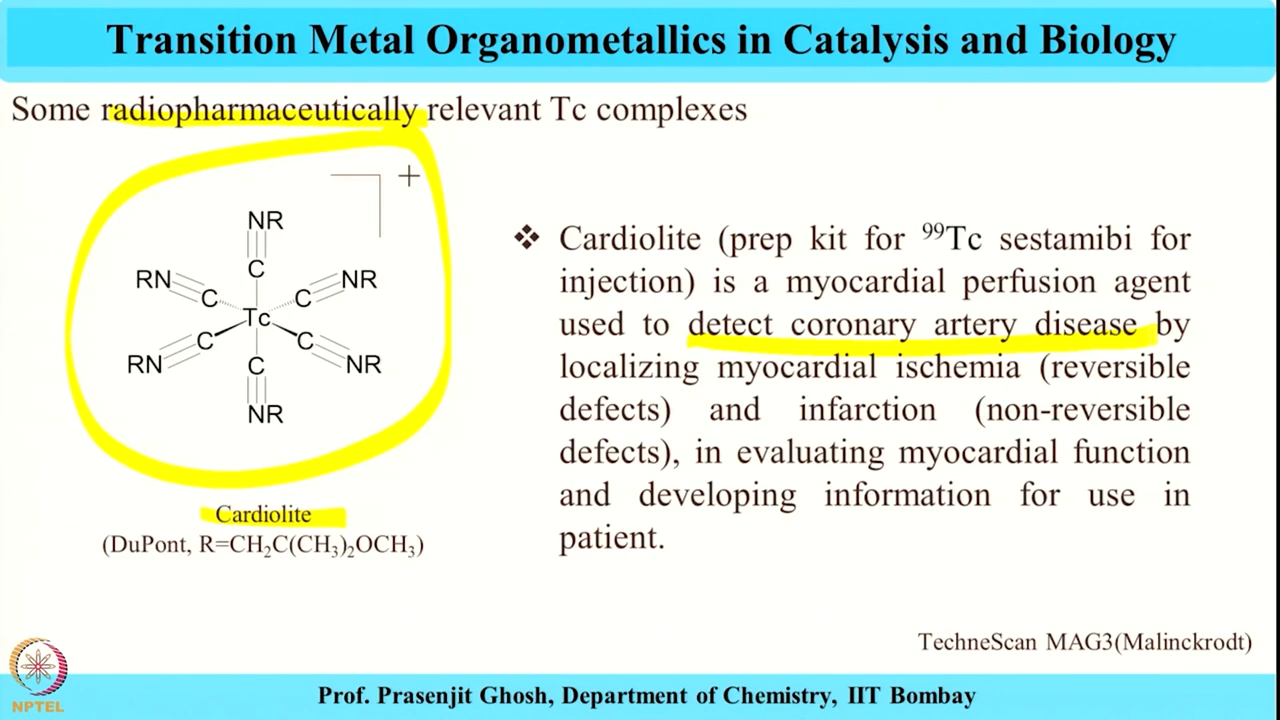 Transition Metal Organometallics in Catalysis and Biology
Some radiopharmaceutically relevant Tc complexes
+
NR
C
RN
C
C
NR
Tc
C
C
RN
C
NR
NR
Cardiolite
(DuPont, R=CH₂C(CH₃)₂OCH₃)
❖ Cardiolite (prep kit for ⁹⁹Tc sestamibi for
injection) is a myocardial perfusion agent
used to detect coronary artery disease by
localizing myocardial ischemia (reversible
defects) and infarction (non-reversible
defects), in evaluating myocardial function
and developing information for use in
patient.
TechneScan MAG3(Malinckrodt)
NPTEL
Prof. Prasenjit Ghosh, Department of Chemistry, IIT Bombay